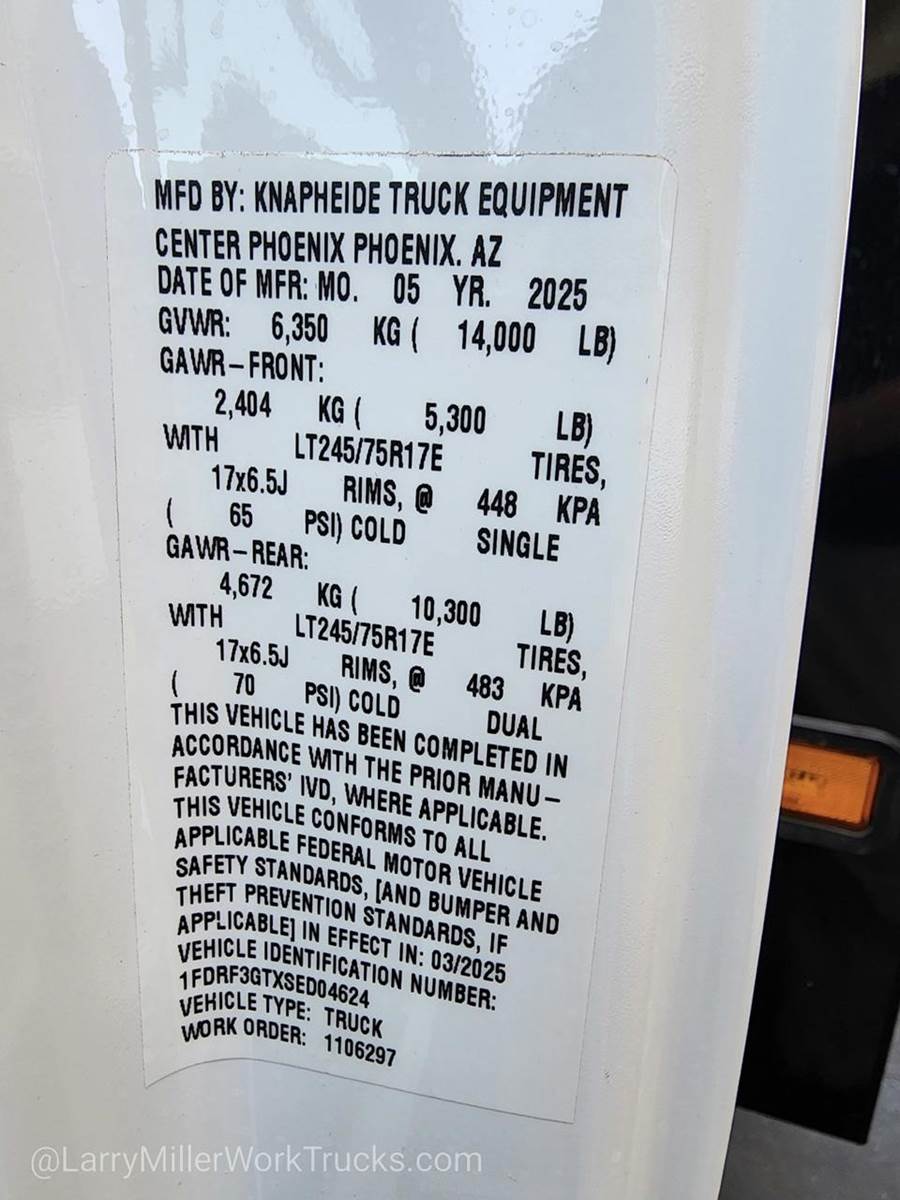 MFD BY: KNAPHEIDE TRUCK EQUIPMENT
CENTER PHOENIX PHOENIX. AZ
DATE OF MFR: MO. 05 YR. 2025
GVWR: 6,350 KG ( 14,000 LB)
GAWR-FRONT:
2,404 KG ( 5,300 LB)
WITH LT245/75R17E TIRES,
17x6.5J RIMS, @ 448 KPA
( 65 PSI) COLD SINGLE
GAWR-REAR:
4,672 KG ( 10,300 LB)
WITH LT245/75R17E TIRES,
17x6.5J RIMS, @ 483 KPA
( 70 PSI) COLD DUAL
THIS VEHICLE HAS BEEN COMPLETED IN
ACCORDANCE WITH THE PRIOR MANU-
FACTURERS' IVD, WHERE APPLICABLE.
THIS VEHICLE CONFORMS TO ALL
APPLICABLE FEDERAL MOTOR VEHICLE
SAFETY STANDARDS, [AND BUMPER AND
THEFT PREVENTION STANDARDS, IF
APPLICABLE] IN EFFECT IN: 03/2025
VEHICLE IDENTIFICATION NUMBER:
1FDRF3GTXSED04624
VEHICLE TYPE: TRUCK
WORK ORDER: 1106297
@LarryMillerWorkTrucks.com